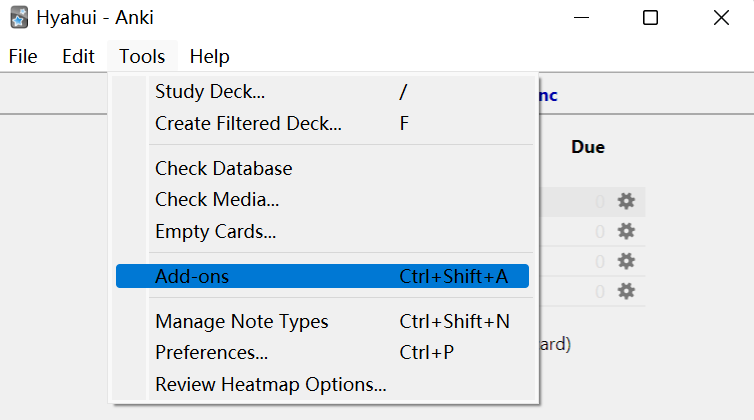 Hyahui - Anki
File Edit Tools Help
Study Deck... /
nc
Create Filtered Deck... F
Due
Check Database
Check Media... 0
Empty Cards... 0
0
Add-ons Ctrl+Shift+A
0
Manage Note Types Ctrl+Shift+N
ard)
Preferences... Ctrl+P
Review Heatmap Options...